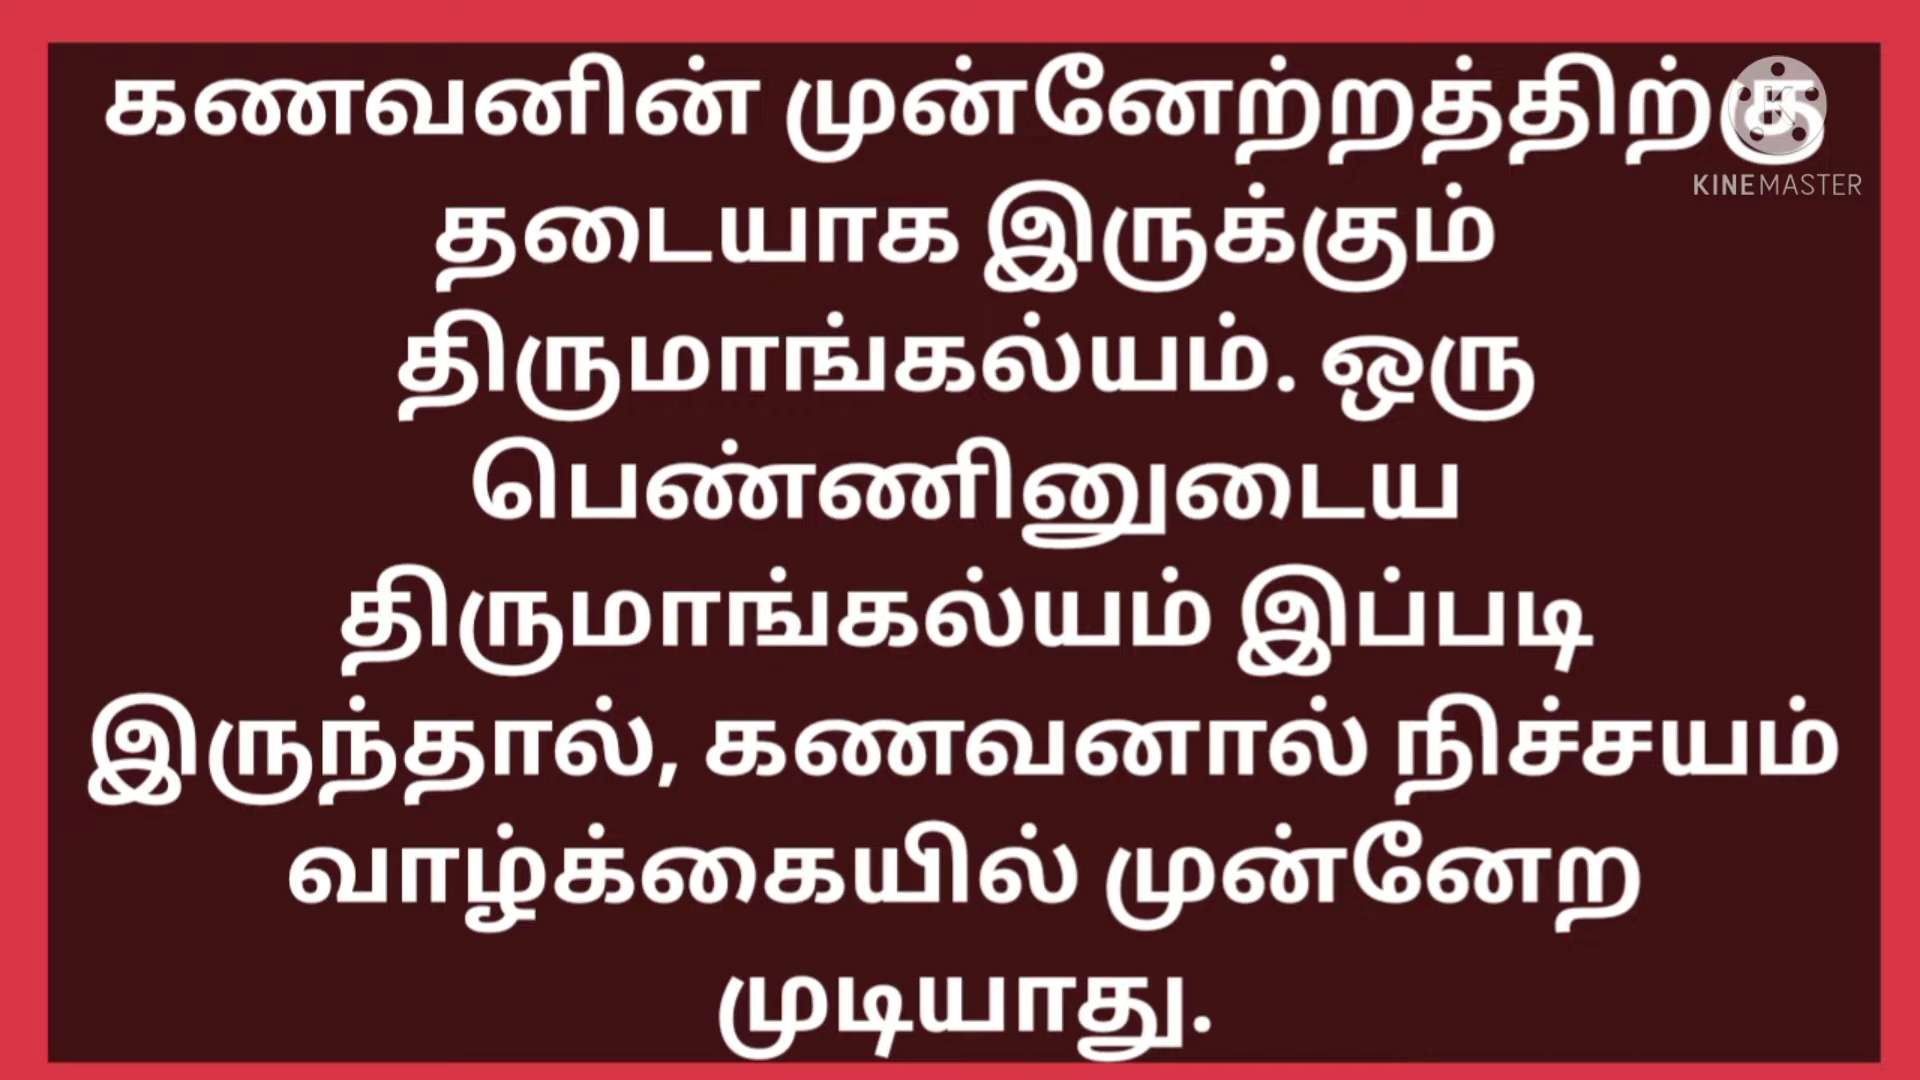 கணவனின் முன்னேற்றத்திற்கு
KINEMASTER
தடையாக இருக்கும்
திருமாங்கல்யம். ஒரு
பெண்ணினுடைய
திருமாங்கல்யம் இப்படி
இருந்தால், கணவனால் நிச்சயம்
வாழ்க்கையில் முன்னேற
முடியாது.